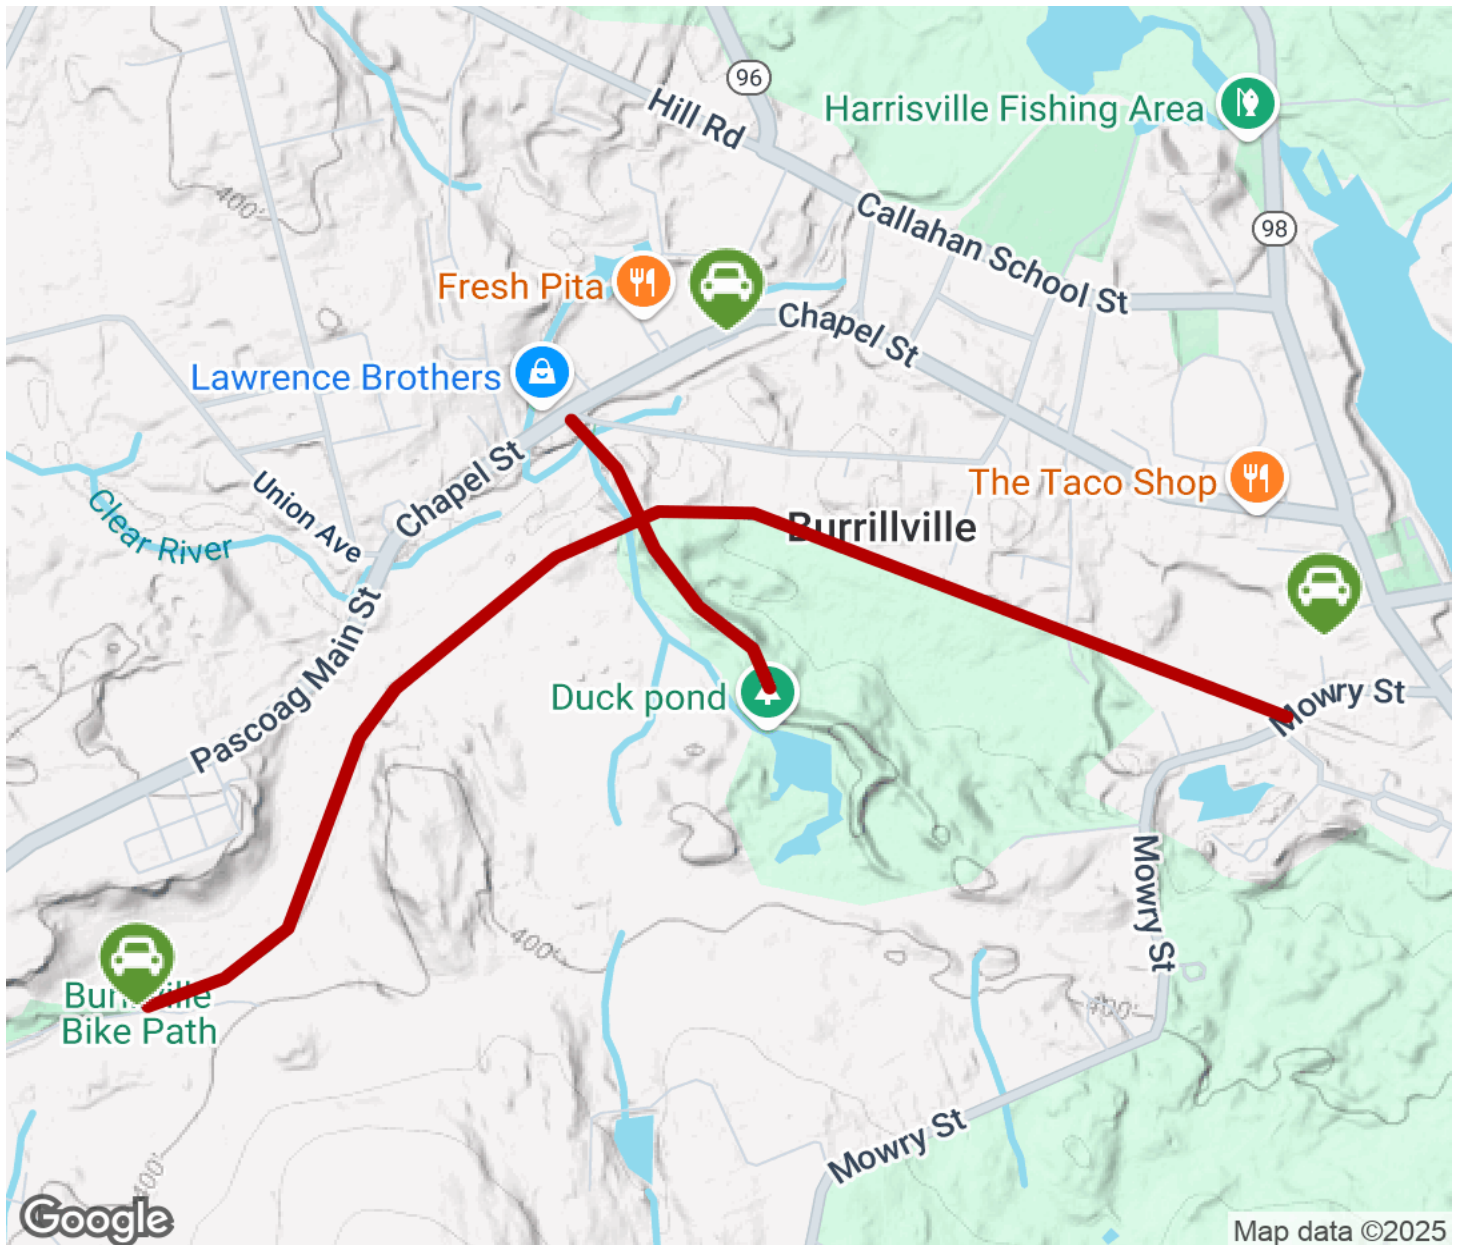 96
Hill Rd
Harrisville Fishing Area
400'
Callahan School St
98
Fresh Pita
Chapel St
Lawrence Brothers
Chapel St
Union Ave
The Taco Shop
Clear River
Burrillville
Pascoag Main St
Duck pond
Mowry St
Mowry St
400'
Bike Path
400'
Mowry St
400'
Google
Map data ©2025